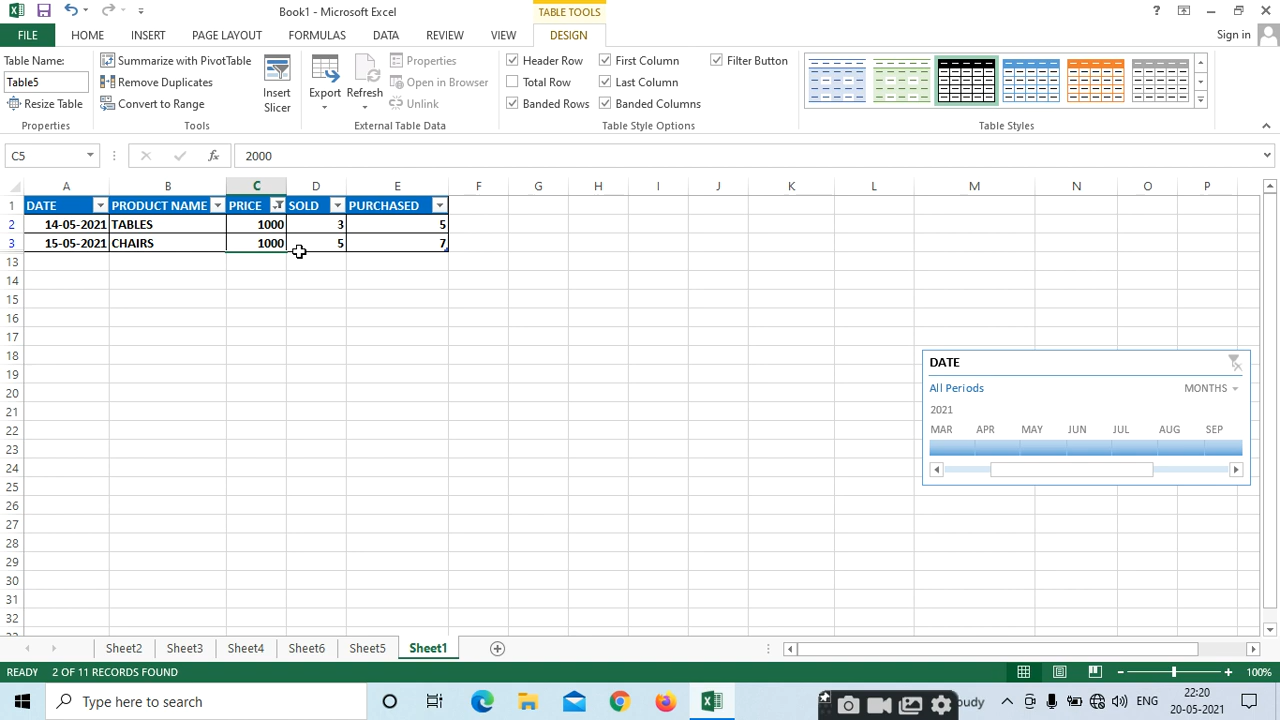 Book1 - Microsoft Excel
TABLE TOOLS
?
FILE HOME INSERT PAGE LAYOUT FORMULAS DATA REVIEW VIEW DESIGN Sign in
Table Name:
Table5
Resize Table
Properties
Summarize with PivotTable
Remove Duplicates
Convert to Range
Tools
Insert
Slicer
Export
Refresh
Properties
Open in Browser
Unlink
External Table Data
Header Row First Column Filter Button
Total Row Last Column
Banded Rows Banded Columns
Table Style Options
Table Styles
C5 fx 2000
A B C D E F G H I J K L M N O P
1 DATE PRODUCT NAME PRICE SOLD PURCHASED
2 14-05-2021 TABLES 1000 3 5
3 15-05-2021 CHAIRS 1000 5 7
13
14
15
16
17
18
19
20
21
22
23
24
25
26
27
28
29
30
31
32
DATE
All Periods MONTHS
2021
MAR APR MAY JUN JUL AUG SEP
Sheet2 Sheet3 Sheet4 Sheet6 Sheet5 Sheet1
READY 2 OF 11 RECORDS FOUND 100%
Type here to search
ENG
22:20
20-05-2021